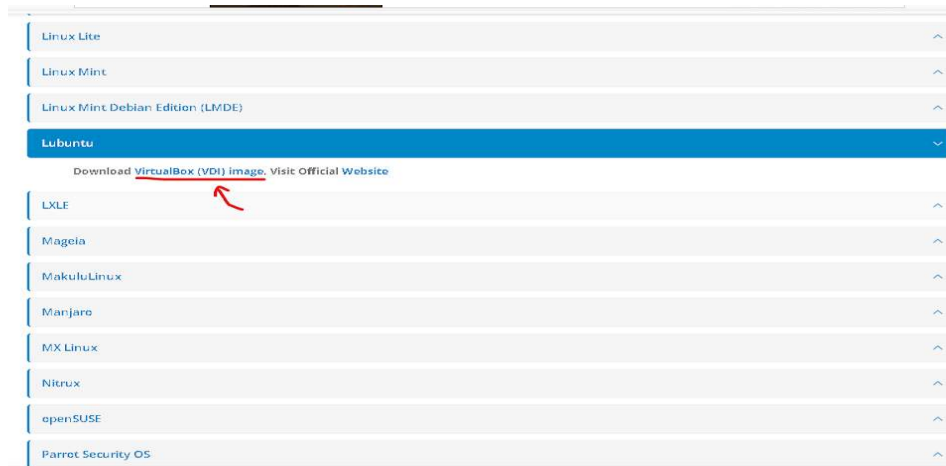 Linux Lite
Linux Mint
Linux Mint Debian Edition (LMDE)
Lubuntu
Download VirtualBox (VDI) image. Visit Official Website
LXLE
Mageia
MakuluLinux
Manjaro
MX Linux
Nitrux
openSUSE
Parrot Security OS